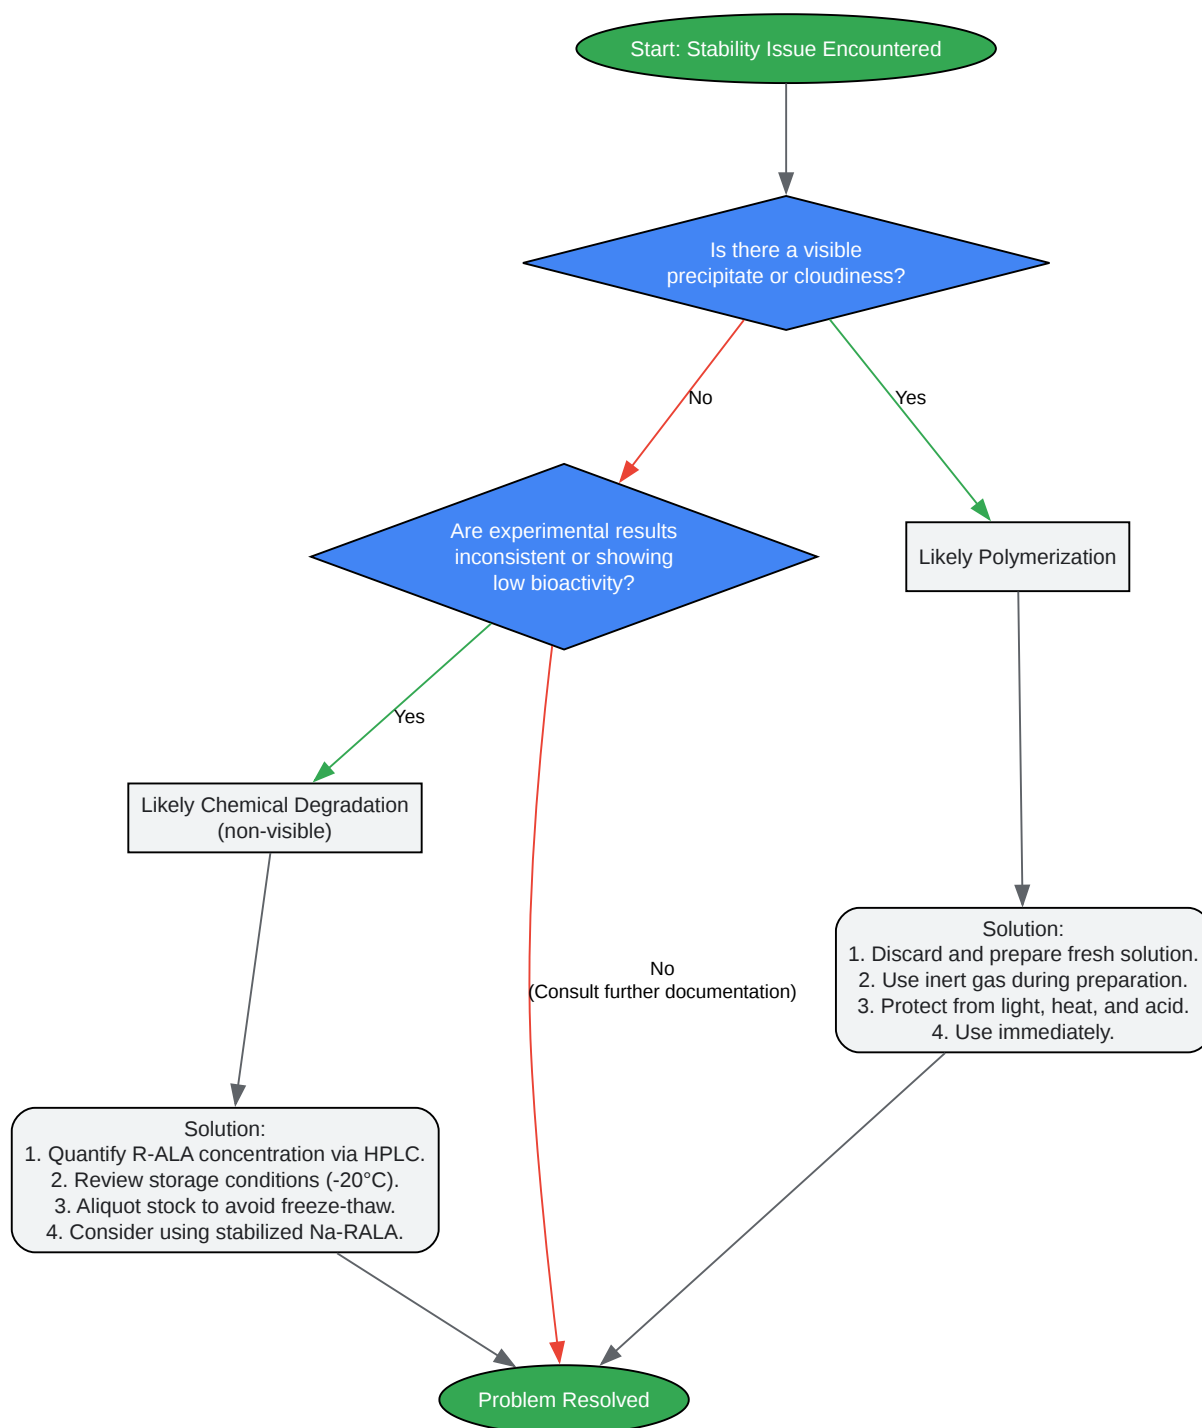 Start: Stability Issue Encountered
Is there a visible
precipitate or cloudiness?
No
Yes
Are experimental results
inconsistent or showing
low bioactivity?
Likely Polymerization
Yes
Likely Chemical Degradation
(non-visible)
No
(Consult further documentation)
Solution:
1. Discard and prepare fresh solution.
2. Use inert gas during preparation.
3. Protect from light, heat, and acid.
4. Use immediately.
Solution:
1. Quantify R-ALA concentration via HPLC.
2. Review storage conditions (-20°C).
3. Aliquot stock to avoid freeze-thaw.
4. Consider using stabilized Na-RALA.
Problem Resolved